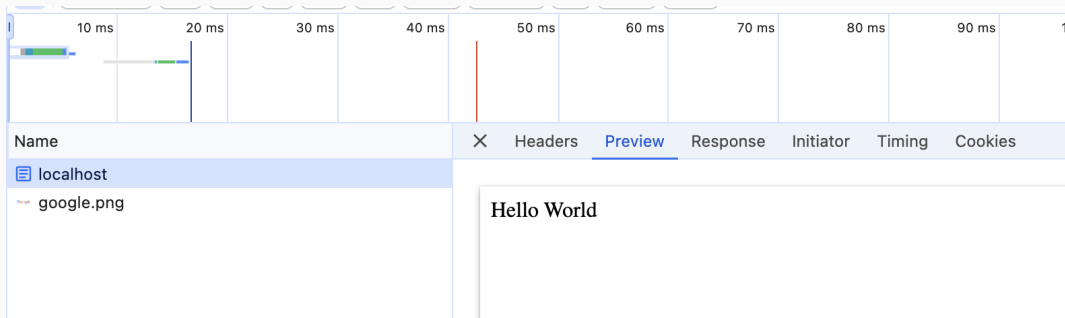 10 ms 20 ms 30 ms 40 ms 50 ms 60 ms 70 ms 80 ms 90 ms 1
Name
Headers Preview Response Initiator Timing Cookies
localhost
google.png
Hello World